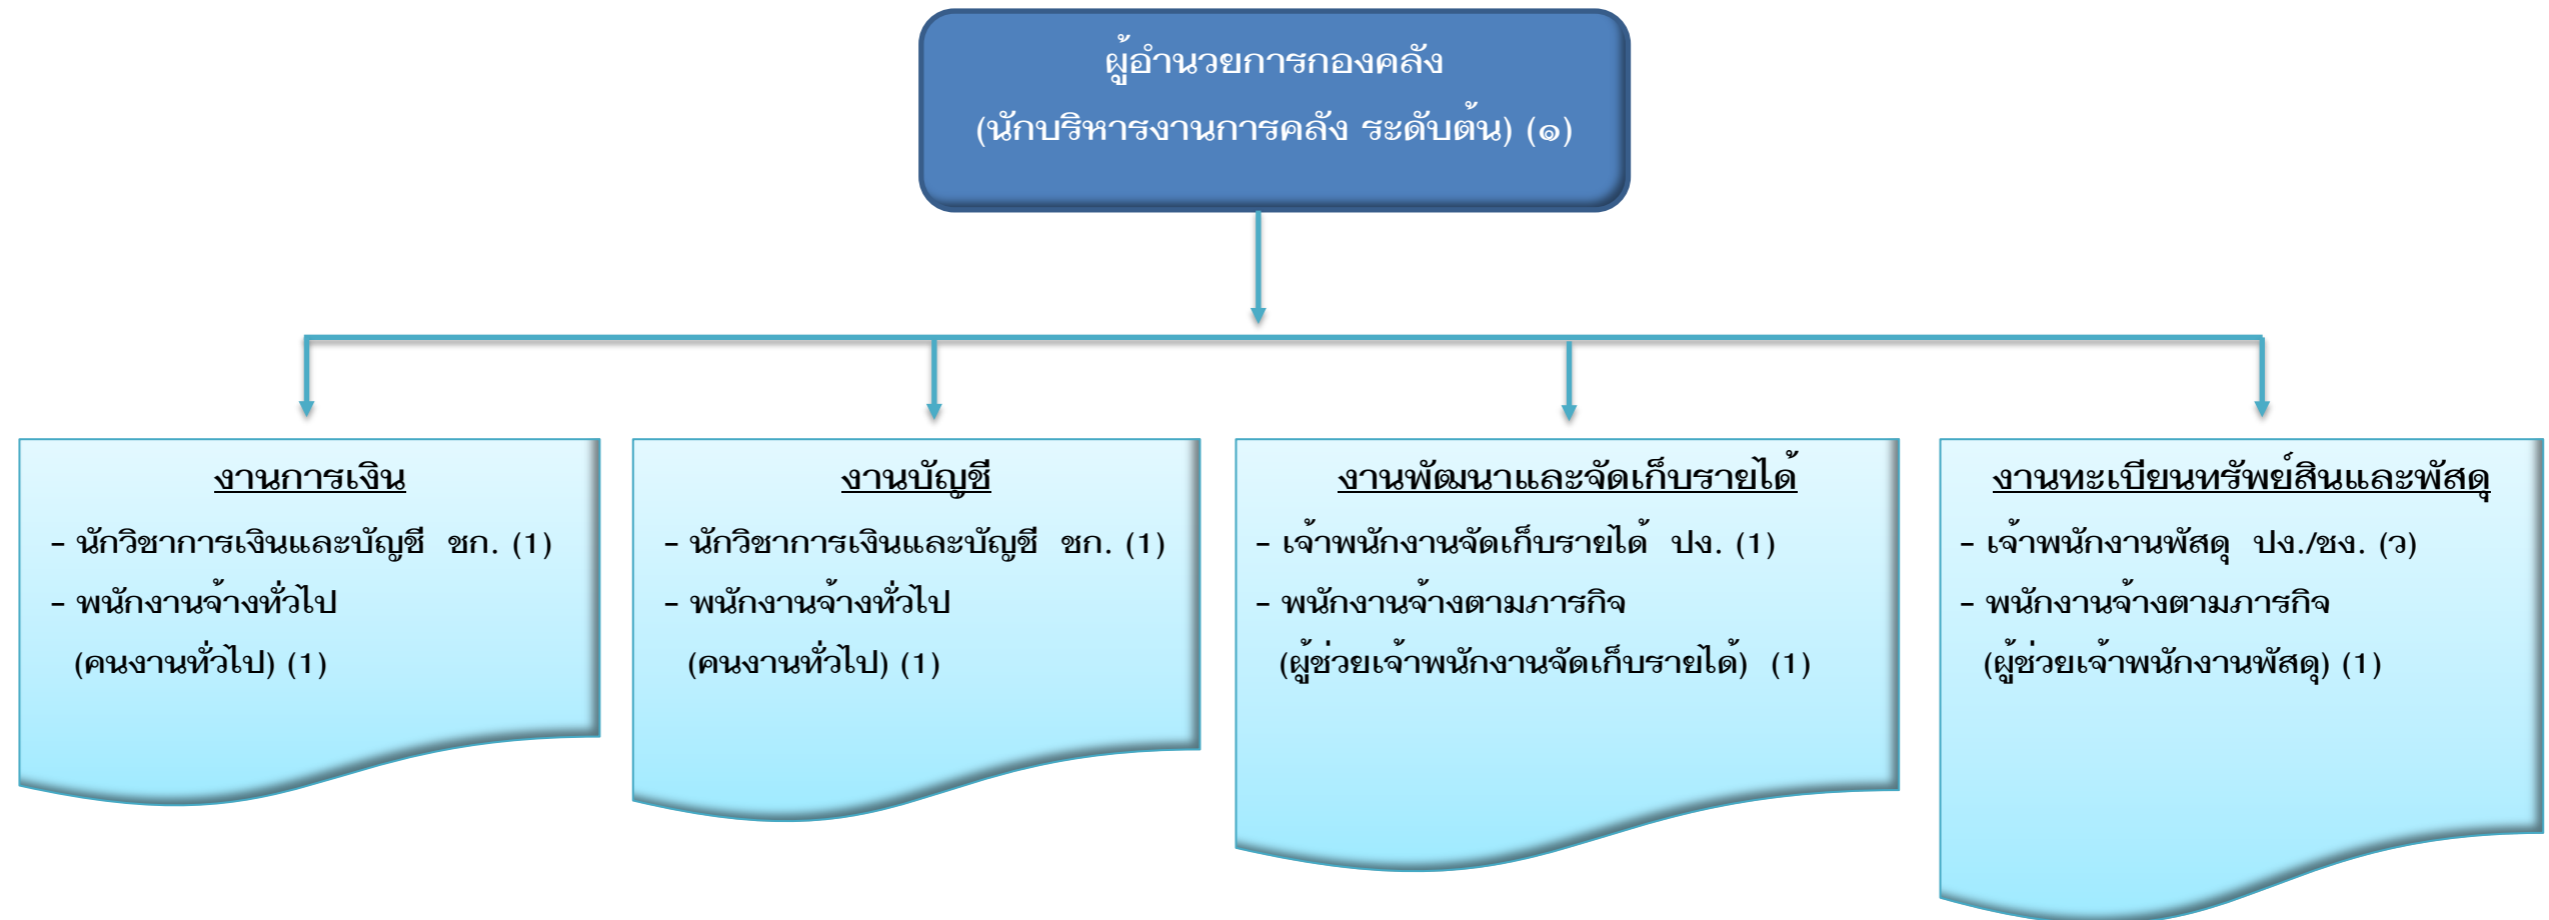 ผู้อำนวยการกองคลัง
(นักบริหารงานการคลัง ระดับต้น) (๑)
งานการเงิน
- นักวิชาการเงินและบัญชี ชก. (1)
- พนักงานจ้างทั่วไป
(คนงานทั่วไป) (1)
งานบัญชี
- นักวิชาการเงินและบัญชี ชก. (1)
- พนักงานจ้างทั่วไป
(คนงานทั่วไป) (1)
งานพัฒนาและจัดเก็บรายได้
- เจ้าพนักงานจัดเก็บรายได้ ปง. (1)
- พนักงานจ้างตามภารกิจ
(ผู้ช่วยเจ้าพนักงานจัดเก็บรายได้) (1)
งานทะเบียนทรัพย์สินและพัสดุ
- เจ้าพนักงานพัสดุ ปง./ชง. (ว)
- พนักงานจ้างตามภารกิจ
(ผู้ช่วยเจ้าพนักงานพัสดุ) (1)